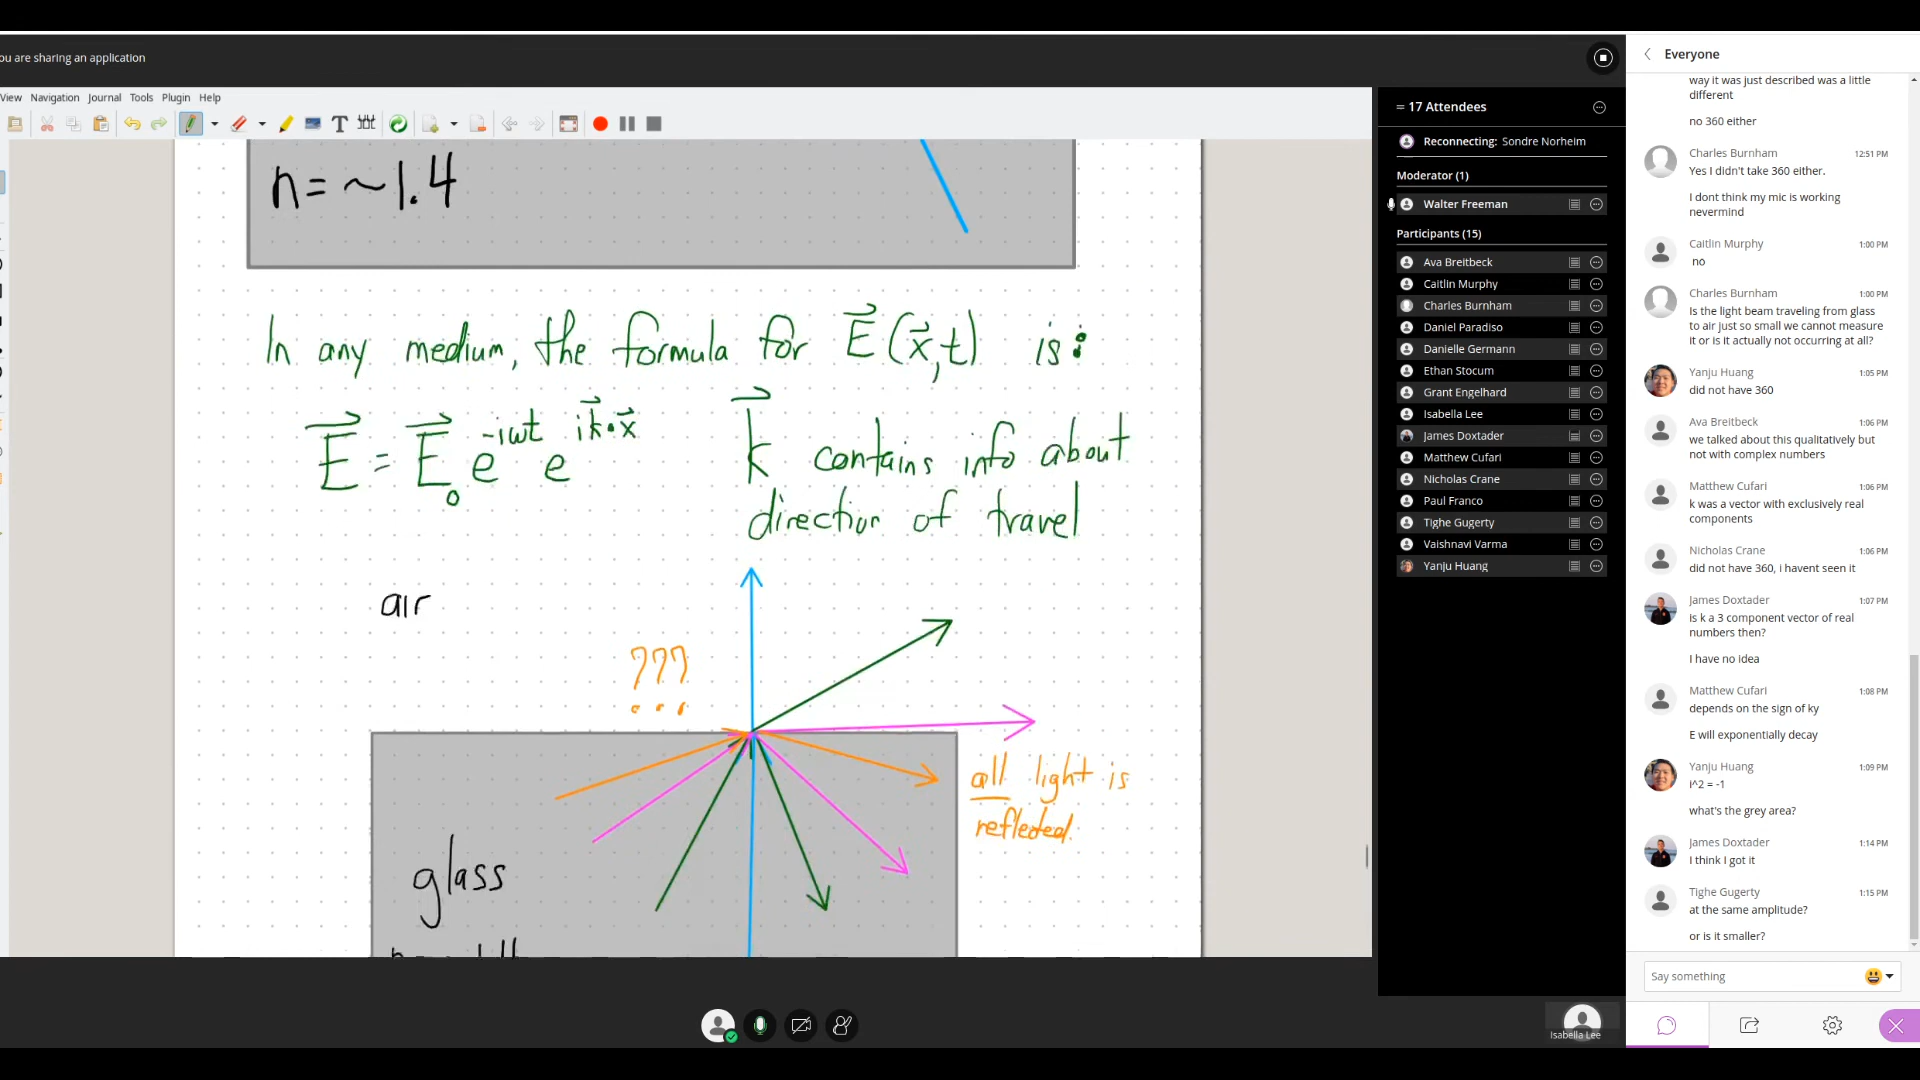 ou are sharing an application
View Navigation Journal Tools Plugin Help
n = ~1.4
In any medium, the formula for E(x,t) is:
E = E₀ e^-iωt e^ik·x
k contains info about
direction of travel
air
???
all light is
reflected.
glass
= 17 Attendees
Reconnecting: Sondre Norheim
Moderator (1)
Walter Freeman
Participants (15)
Ava Breitbeck
Caitlin Murphy
Charles Burnham
Daniel Paradiso
Danielle Germann
Ethan Stocum
Grant Engelhard
Isabella Lee
James Doxtader
Matthew Cufari
Nicholas Crane
Paul Franco
Tighe Gugerty
Vaishnavi Varma
YanJu Huang
Isabella Lee
Everyone
way it was just described was a little
different
no 360 either
Charles Burnham 12:51 PM
Yes I didn't take 360 either.
I dont think my mic is working
nevermind
Caitlin Murphy 1:00 PM
no
Charles Burnham 1:00 PM
Is the light beam traveling from glass
to air just so small we cannot measure
it or is it actually not occurring at all?
YanJu Huang 1:05 PM
did not have 360
Ava Breitbeck 1:06 PM
we talked about this qualitatively but
not with complex numbers
Matthew Cufari 1:06 PM
k was a vector with exclusively real
components
Nicholas Crane 1:06 PM
did not have 360, i havent seen it
James Doxtader 1:07 PM
is k a 3 component vector of real
numbers then?
I have no idea
Matthew Cufari 1:08 PM
depends on the sign of ky
E will exponentially decay
YanJu Huang 1:09 PM
i^2 = -1
what's the grey area?
James Doxtader 1:14 PM
I think I got it
Tighe Gugerty 1:15 PM
at the same amplitude?
or is it smaller?
Say something